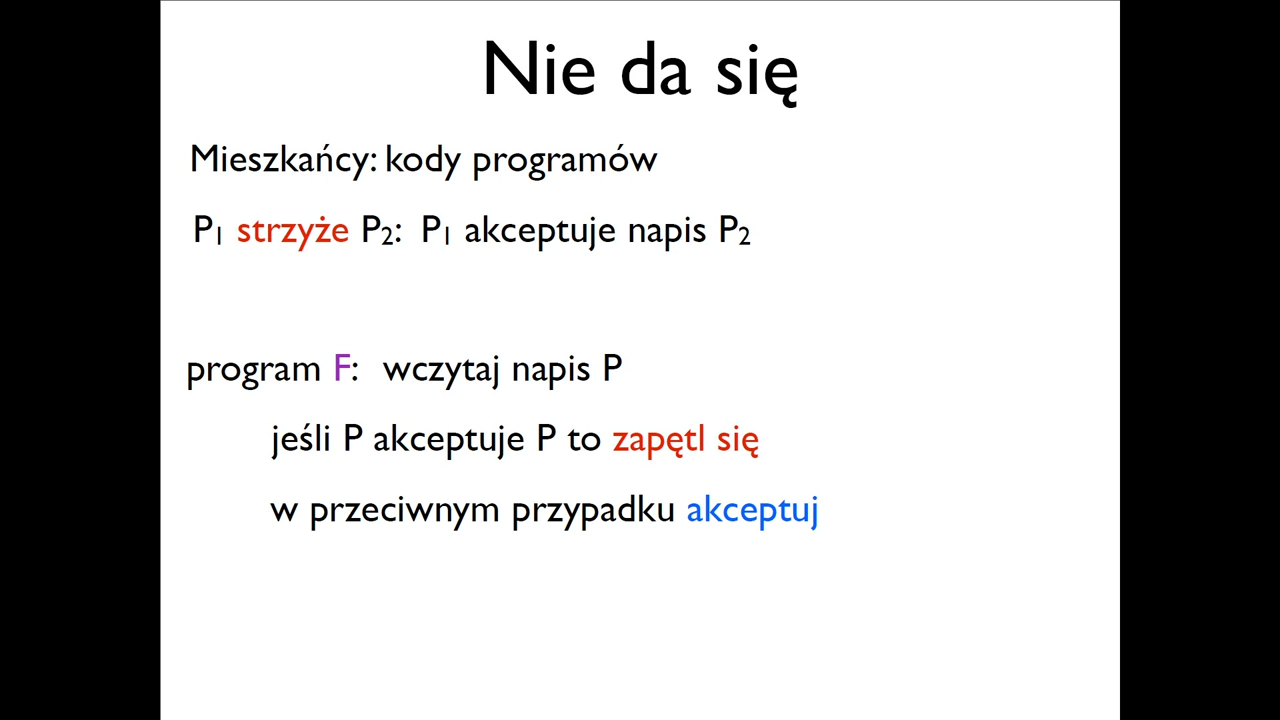 Nie da się
Mieszkańcy: kody programów
P₁ strzyże P₂: P₁ akceptuje napis P₂
program F: wczytaj napis P
jeśli P akceptuje P to zapętl się
w przeciwnym przypadku akceptuj